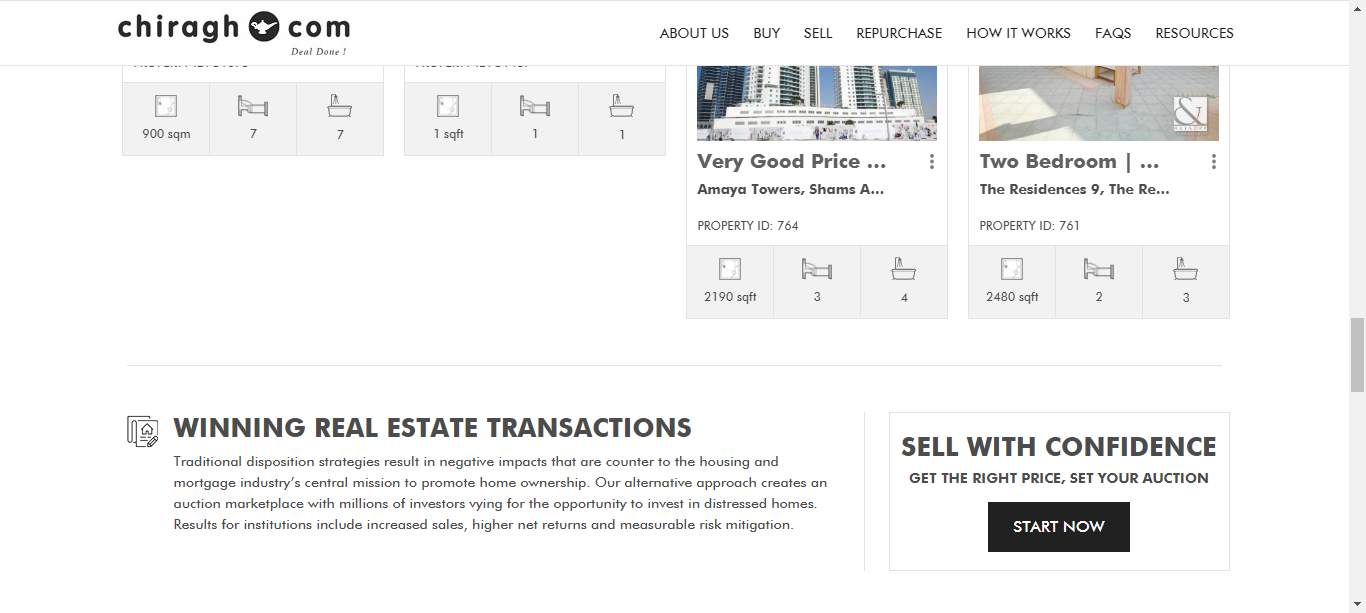 chiragh com
Deal Done !
ABOUT US BUY SELL REPURCHASE HOW IT WORKS FAQS RESOURCES
900 sqm 7 7
1 sqft 1 1
Very Good Price ...
Amaya Towers, Shams A...
PROPERTY ID: 764
2190 sqft 3 4
Two Bedroom | ...
The Residences 9, The Re...
PROPERTY ID: 761
2480 sqft 2 3
WINNING REAL ESTATE TRANSACTIONS
Traditional disposition strategies result in negative impacts that are counter to the housing and
mortgage industry’s central mission to promote home ownership. Our alternative approach creates an
auction marketplace with millions of investors vying for the opportunity to invest in distressed homes.
Results for institutions include increased sales, higher net returns and measurable risk mitigation.
SELL WITH CONFIDENCE
GET THE RIGHT PRICE, SET YOUR AUCTION
START NOW